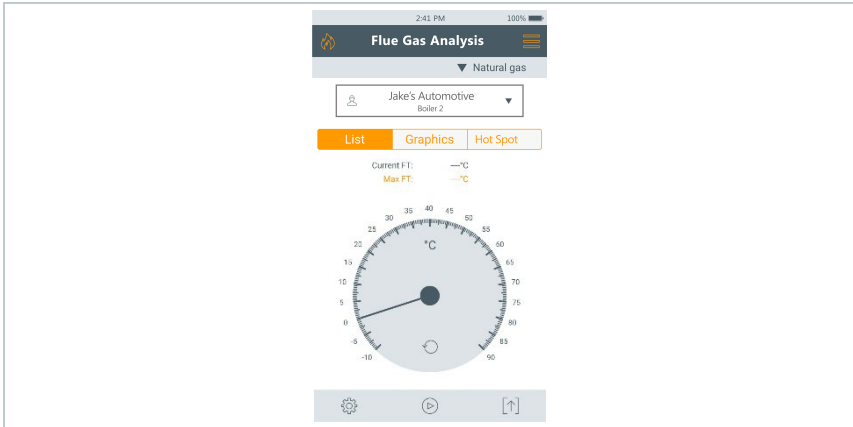 2:41 PM 100%
Flue Gas Analysis
▼ Natural gas
Jake's Automotive
Boiler 2
List Graphics Hot Spot
Current FT: ---°C
Max FT: ---°C
-10
-5
0
5
10
15
20
25
30
35
40
45
50
55
60
65
70
75
80
85
90
°C